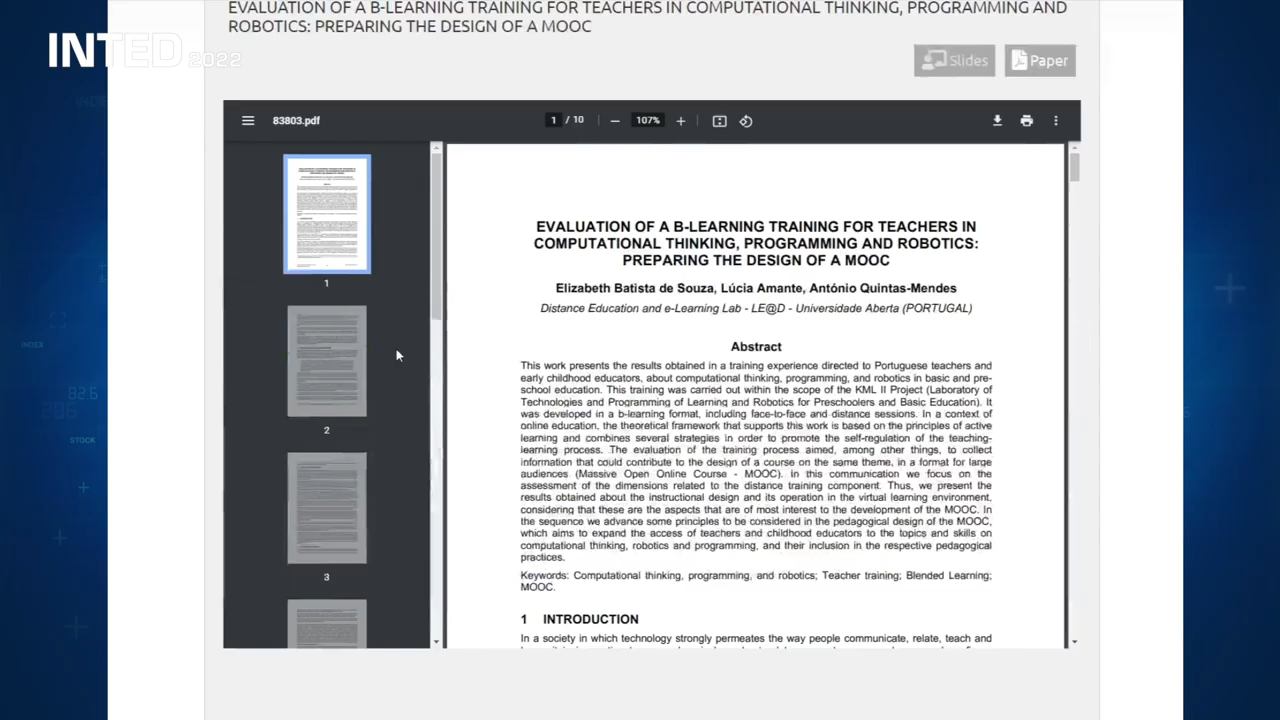 EVALUATION OF A B-LEARNING TRAINING FOR TEACHERS IN COMPUTATIONAL THINKING, PROGRAMMING AND
ROBOTICS: PREPARING THE DESIGN OF A MOOC
INTED 2022
Slides
Paper
83803.pdf
1 / 10
107%
EVALUATION OF A B-LEARNING TRAINING FOR TEACHERS IN
COMPUTATIONAL THINKING, PROGRAMMING AND ROBOTICS:
PREPARING THE DESIGN OF A MOOC
Elizabeth Batista de Souza, Lúcia Amante, António Quintas-Mendes
Distance Education and e-Learning Lab - LE@D - Universidade Aberta (PORTUGAL)
Abstract
This work presents the results obtained in a training experience directed to Portuguese teachers and
early childhood educators, about computational thinking, programming, and robotics in basic and pre-
school education. This training was carried out within the scope of the KML II Project (Laboratory of
Technologies and Programming of Learning and Robotics for Preschoolers and Basic Education). It
was developed in a b-learning format, including face-to-face and distance sessions. In a context of
online education, the theoretical framework that supports this work is based on the principles of active
learning and combines several strategies in order to promote the self-regulation of the teaching-
learning process. The evaluation of the training process aimed, among other things, to collect
information that could contribute to the design of a course on the same theme, in a format for large
audiences (Massive Open Online Course - MOOC). In this communication we focus on the
assessment of the dimensions related to the distance training component. Thus, we present the
results obtained about the instructional design and its operation in the virtual learning environment,
considering that these are the aspects that are of most interest to the development of the MOOC. In
the sequence we advance some principles to be considered in the pedagogical design of the MOOC,
which aims to expand the access of teachers and childhood educators to the topics and skills on
computational thinking, robotics and programming, and their inclusion in the respective pedagogical
practices.
Keywords: Computational thinking, programming, and robotics; Teacher training; Blended Learning;
MOOC.
1 INTRODUCTION
In a society in which technology strongly permeates the way people communicate, relate, teach and
1
2
3
INDEX
82.6
206
STOCK